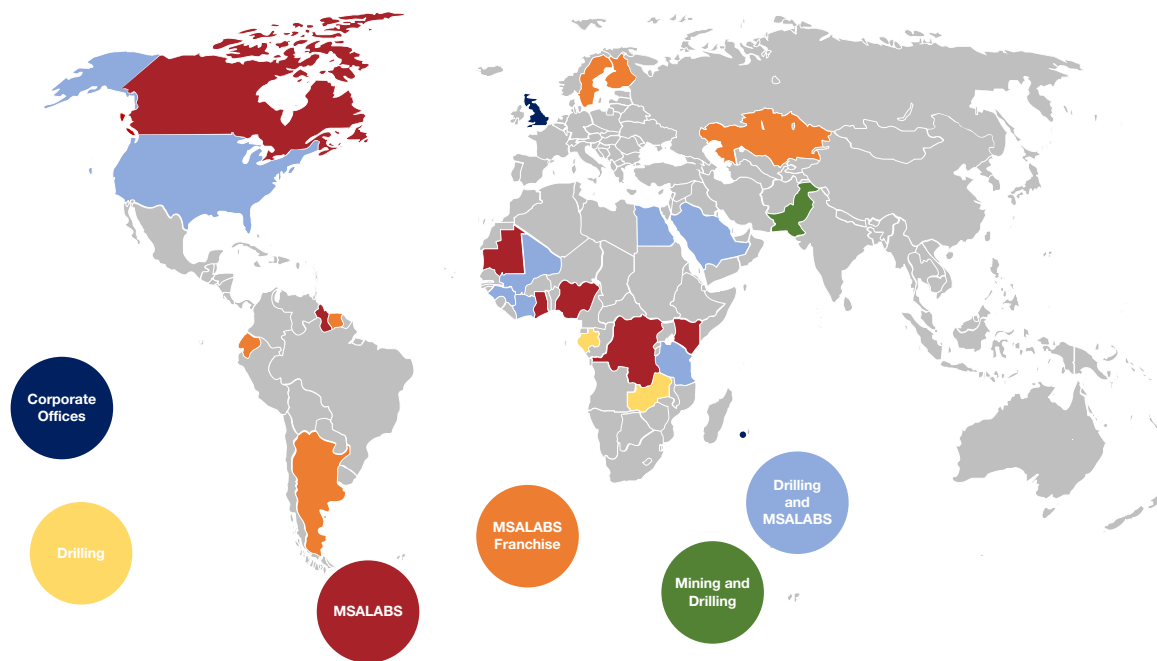 Corporate
Offices
Drilling
MSALABS
MSALABS
Franchise
Mining and
Drilling
Drilling
and
MSALABS